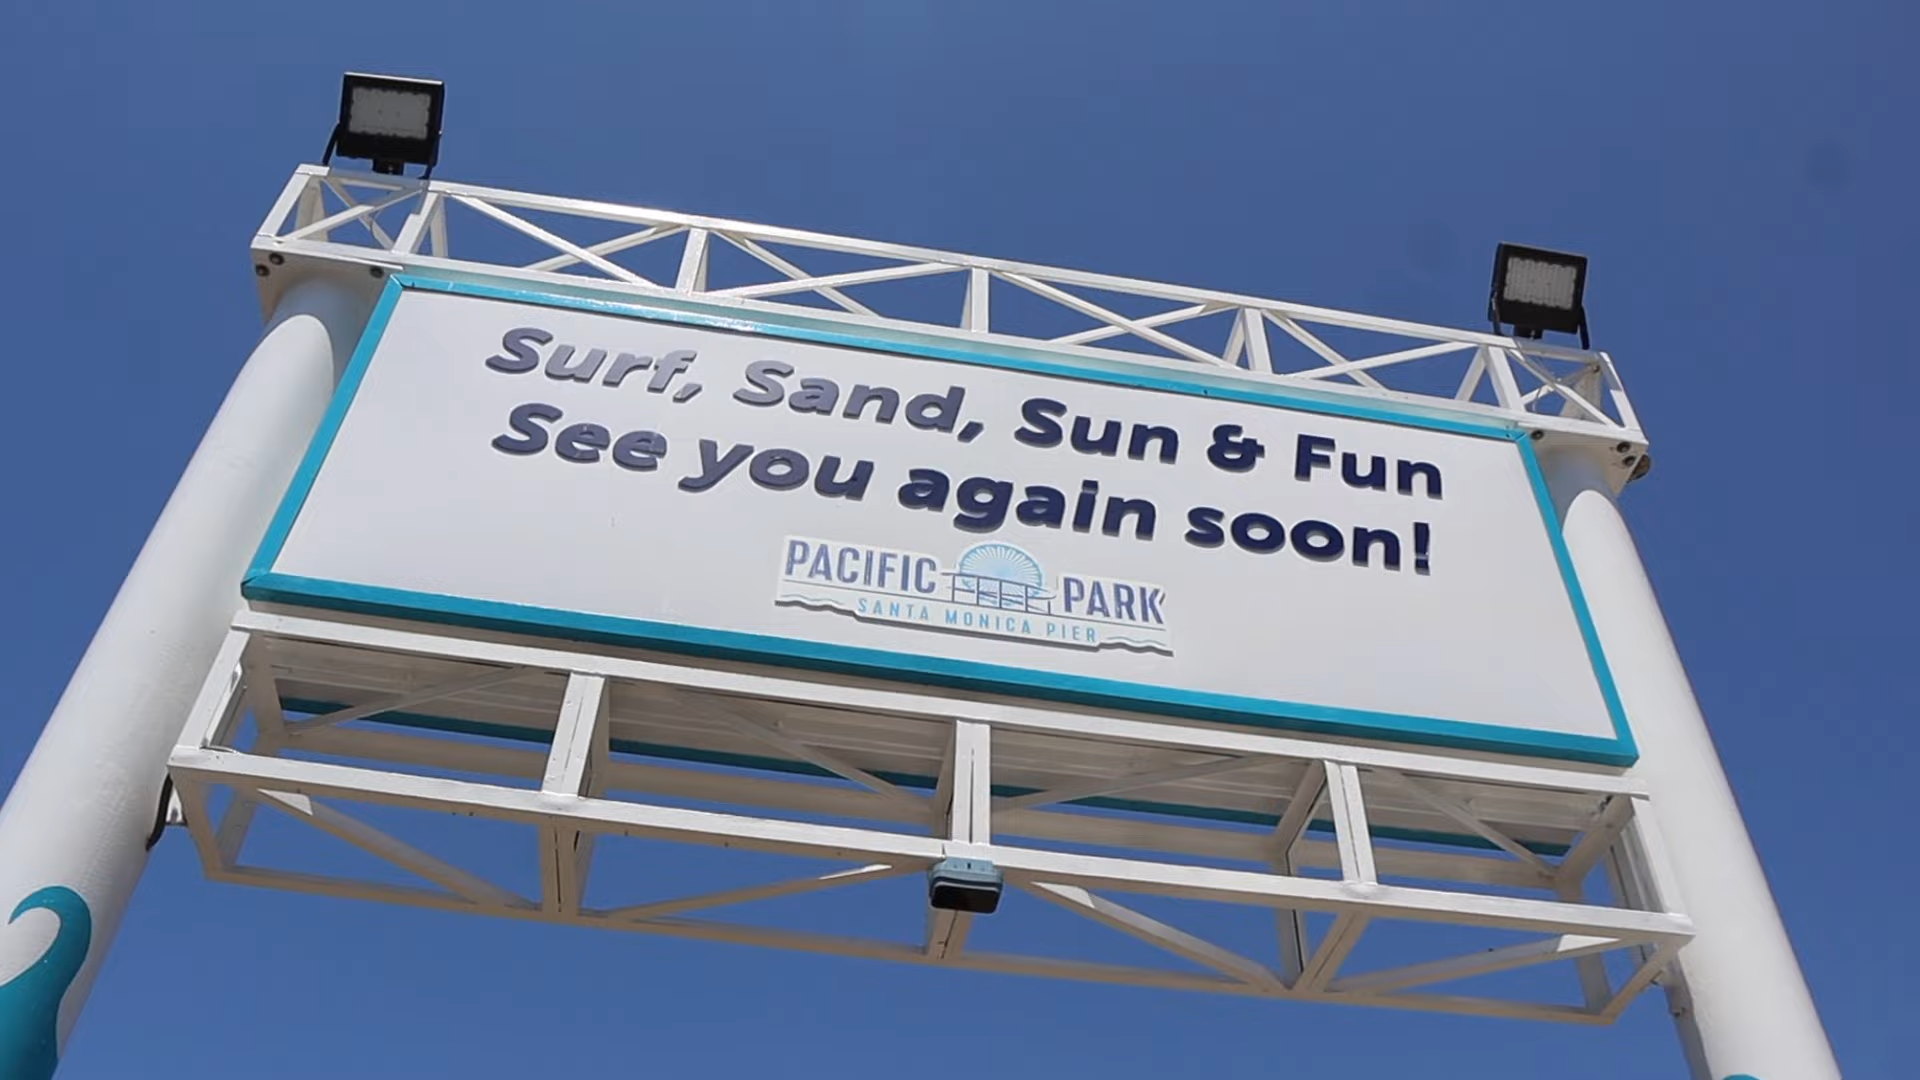 Surf, Sand, Sun & Fun
See you again soon!
PACIFIC PARK
SANTA MONICA PIER